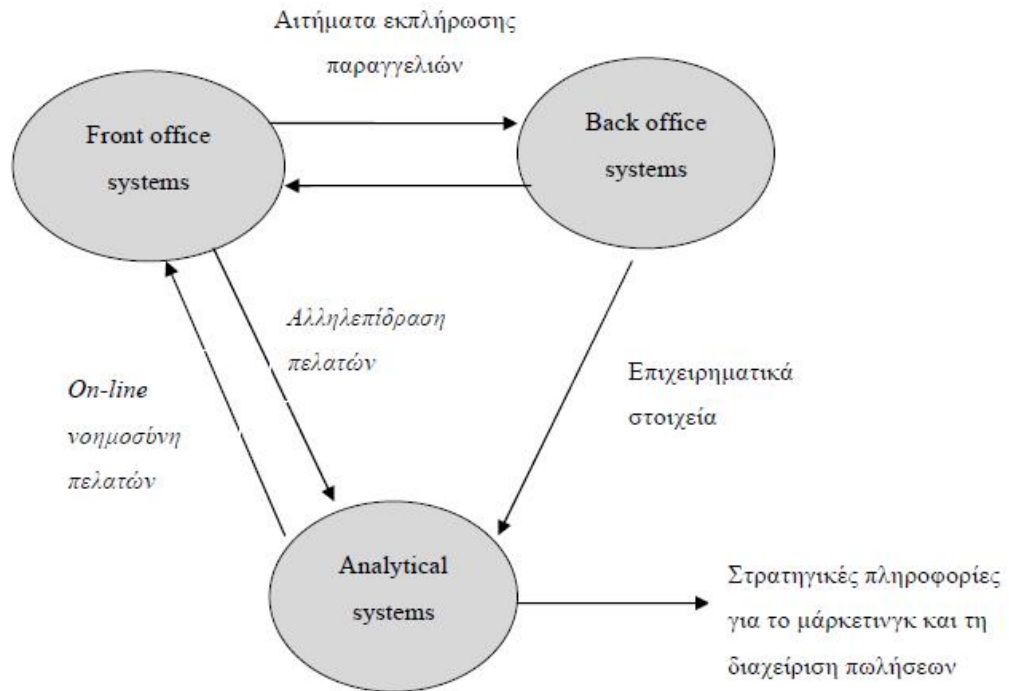 Αιτήματα εκπλήρωσης
παραγγελιών
Front office
systems
Back office
systems
Αλληλεπίδραση
πελατών
On-line
νοημοσύνη
πελατών
Επιχειρηματικά
στοιχεία
Analytical
systems
Στρατηγικές πληροφορίες
για το μάρκετινγκ και τη
διαχείριση πωλήσεων